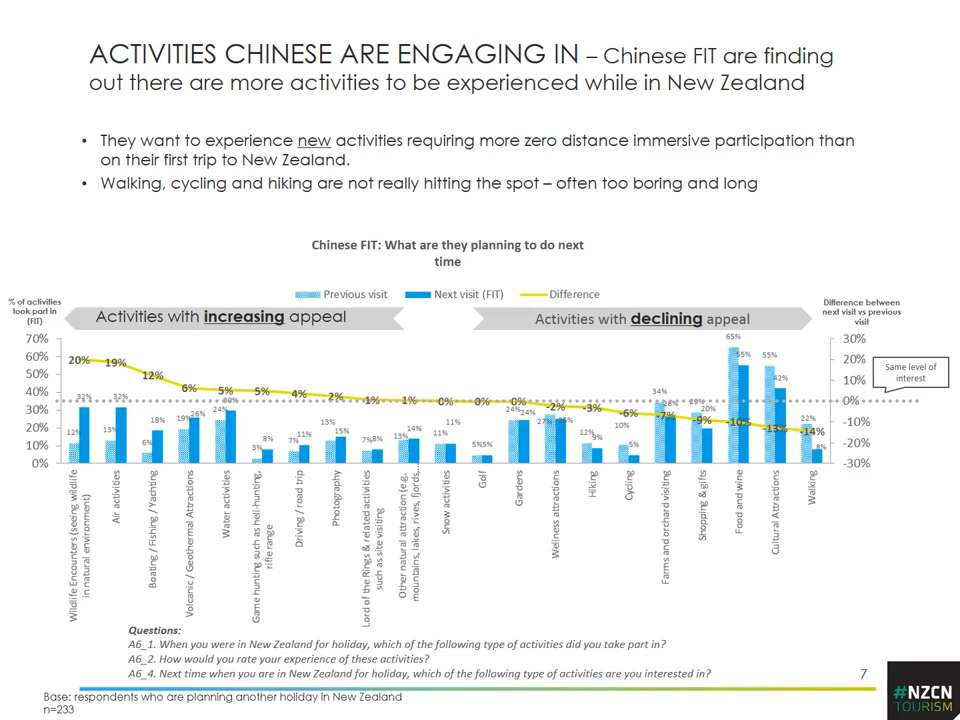 ACTIVITIES CHINESE ARE ENGAGING IN – Chinese FIT are finding
out there are more activities to be experienced while in New Zealand
• They want to experience new activities requiring more zero distance immersive participation than
on their first trip to New Zealand.
• Walking, cycling and hiking are not really hitting the spot – often too boring and long
Chinese FIT: What are they planning to do next
time
Previous visit
Next visit (FIT)
Difference
% of activities
took part in
(FIT)
Activities with increasing appeal
Activities with declining appeal
Difference between
next visit vs previous
visit
70%
60%
50%
40%
30%
20%
10%
0%
30%
20%
10%
0%
-10%
-20%
-30%
Same level of
interest
20% 19% 12% 6% 5% 5% 4% 2% 1% 1% 0% 0% 0% -2% -3% -6% -7% -9% -10% -13% -14%
12% 32%
13% 32%
6% 18%
19% 26%
24% 30%
3% 8%
7% 11%
13% 15%
7% 8%
13% 14%
11% 11%
5% 5%
24% 24%
27% 25%
12% 9%
10% 5%
34%
20%
65% 55%
55% 42%
22% 8%
Wildlife Encounters (seeing wildlife
in natural environment)
Air activities
Boating / Fishing / Yachting
Volcanic / Geothermal Attractions
Water activities
Game hunting such as heli-hunting,
rifle range
Driving / road trip
Photography
Lord of the Rings & related activities
such as site visiting
Other natural attraction (e.g.
mountains, lakes, rives, fjords,...
Snow activities
Golf
Gardens
Wellness attractions
Hiking
Cycling
Farms and orchard visiting
Shopping & gifts
Food and wine
Cultural Attractions
Walking
Questions:
A6_1. When you were in New Zealand for holiday, which of the following type of activities did you take part in?
A6_2. How would you rate your experience of these activities?
A6_4. Next time when you are in New Zealand for holiday, which of the following type of activities are you interested in?
7
Base: respondents who are planning another holiday in New Zealand
n=233
#NZCN
TOURISM